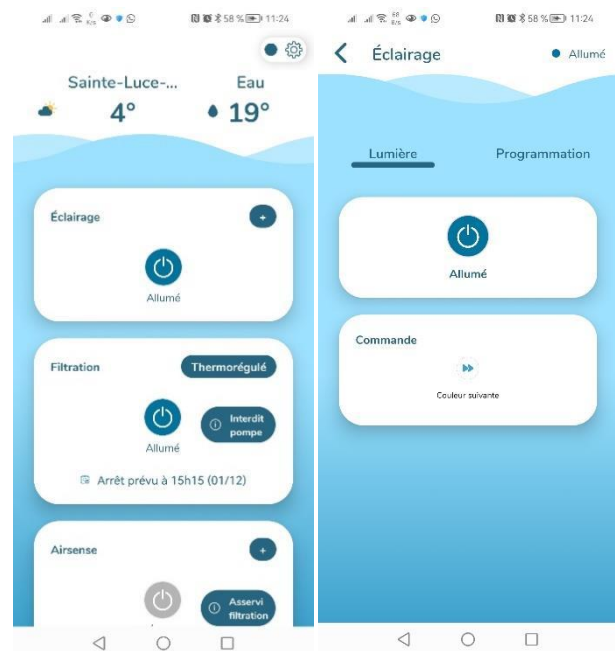 0
K/s
58 %
11:24
Sainte-Luce-...
Eau
4°
19°
Éclairage
+
Allumé
Filtration
Thermorégulé
Allumé
Interdit
pompe
Arrêt prévu à 15h15 (01/12)
Airsense
+
Asservi
filtration
58 %
11:24
Éclairage
Allumé
Lumière
Programmation
Allumé
Commande
Couleur suivante